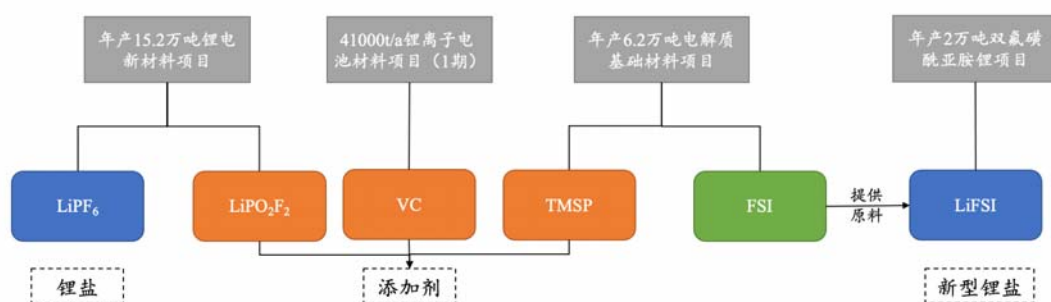 年产15.2万吨锂电
新材料项目
41000t/a锂离子电
池材料项目（1期）
年产6.2万吨电解质
基础材料项目
年产2万吨双氟磺
酰亚胺锂项目
LiPF₆
LiPO₂F₂
VC
TMSP
FSI
提供
原料
LiFSI
锂盐
添加剂
新型锂盐